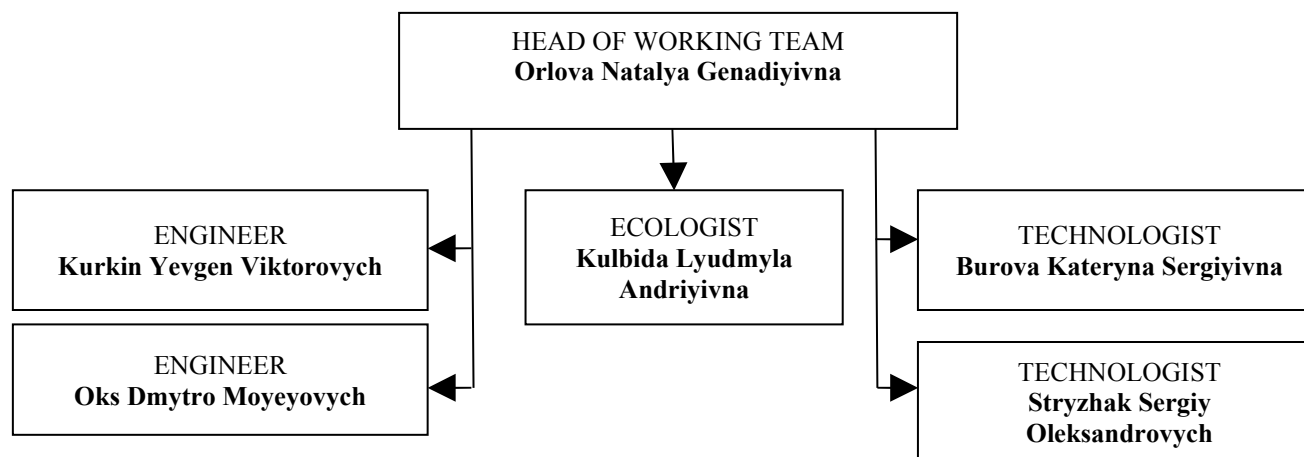 HEAD OF WORKING TEAM
Orlova Natalya Genadiyivna
ENGINEER
Kurkin Yevgen Viktorovych
ECOLOGIST
Kulbida Lyudmyla
Andriyivna
TECHNOLOGIST
Burova Kateryna Sergiyivna
ENGINEER
Oks Dmytro Moyeyovych
TECHNOLOGIST
Stryzhak Sergiy
Oleksandrovych